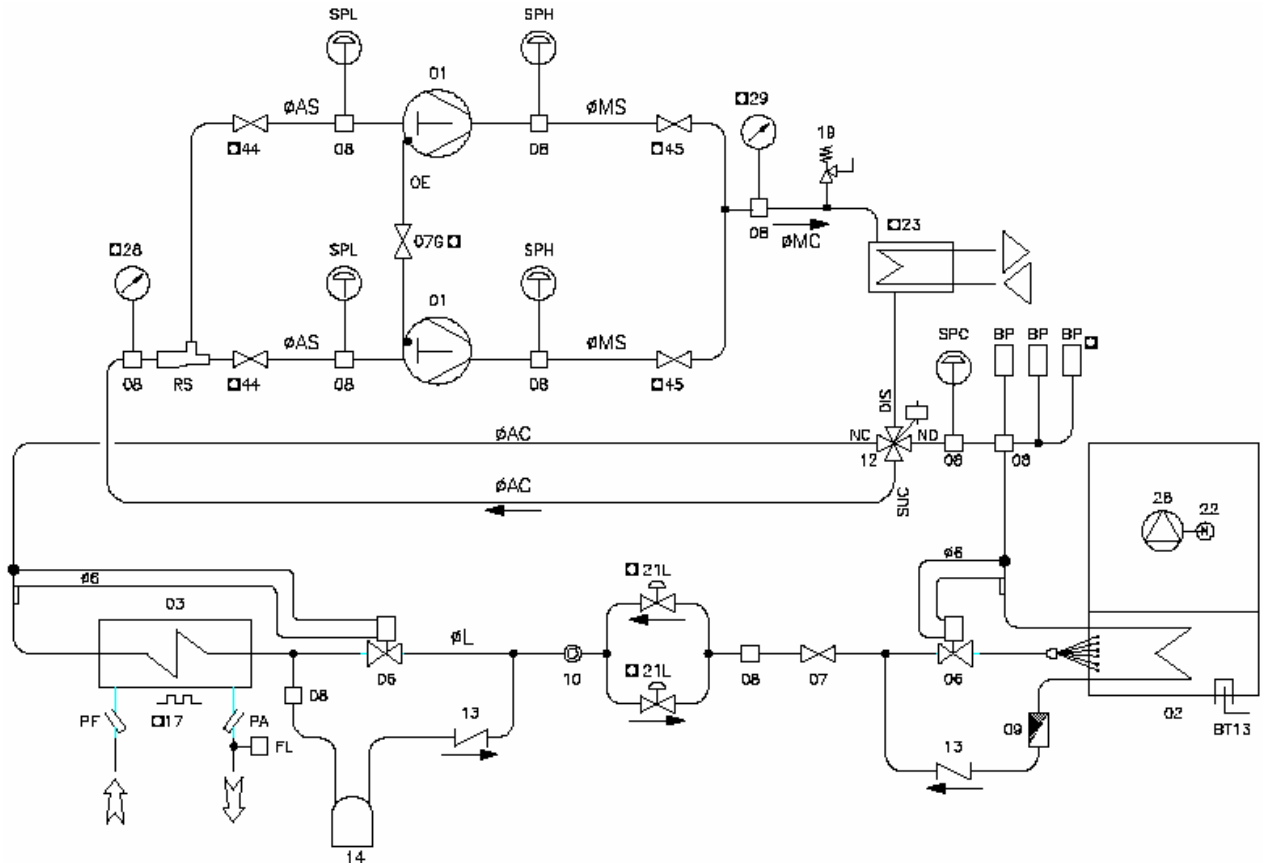 SPL
SPH
01
◘29
19
ØAS
ØMS
◘44
08
08
◘45
OE
ØMC
08
◘23
◘28
SPL
07G◘
SPH
01
ØAS
ØMS
SPC
BP
BP
BP
◘
08
RS
◘44
08
08
◘45
DIS
NC
ND
ØAC
12
08
08
ØAC
SUC
26
22
Ø6
◘21L
Ø6
03
ØL
06
10
◘21L
08
07
06
02
BT13
PF
◘17
PA
FL
08
13
09
13
14